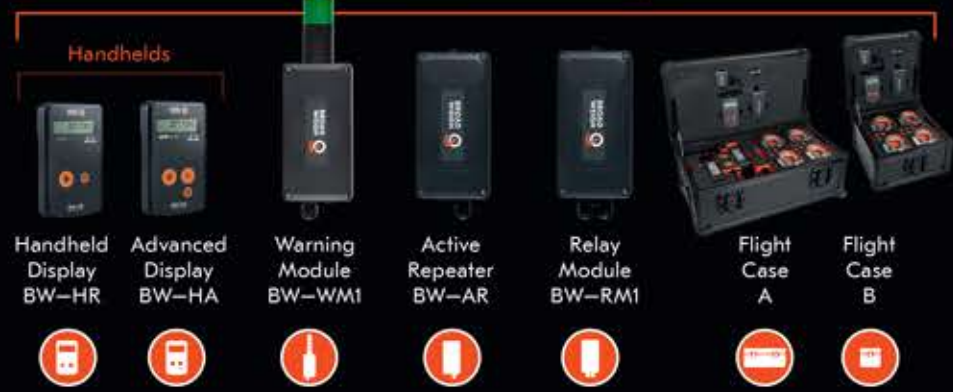 Handhelds
Handheld
Display
BW–HR
Advanced
Display
BW–HA
Warning
Module
BW–WM1
Active
Repeater
BW–AR
Relay
Module
BW–RM1
Flight
Case
A
Flight
Case
B